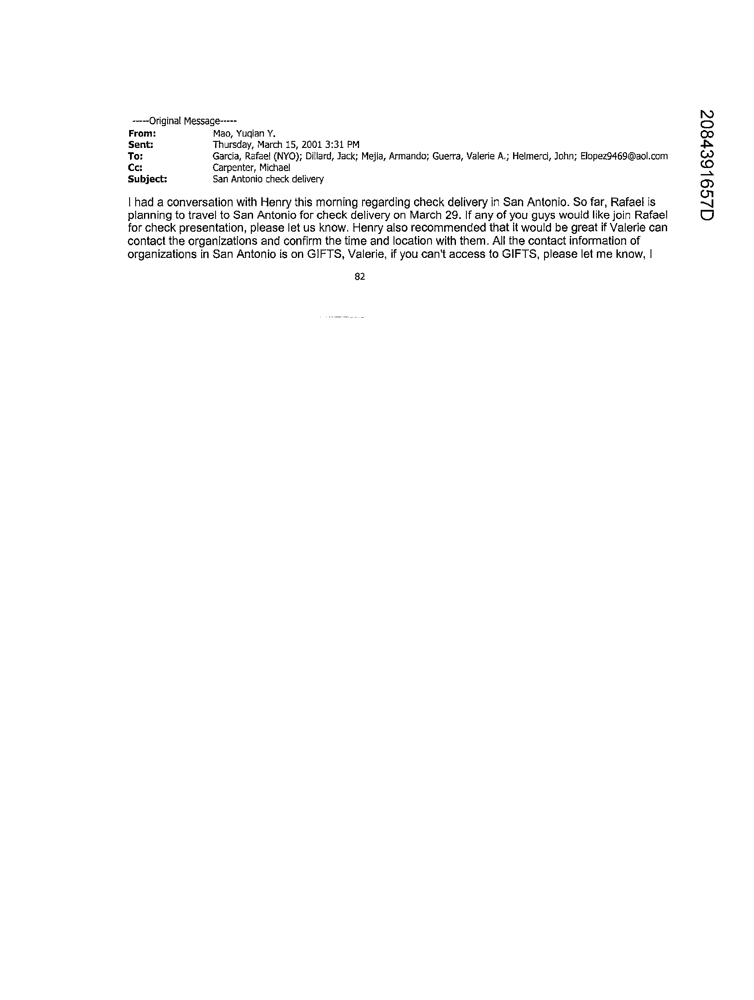 -----Original Message-----
From: Mao, Yuqian Y.
Sent: Thursday, March 15, 2001 3:31 PM
To: Garcia, Rafael (NYO); Dillard, Jack; Mejia, Armando; Guerra, Valerie A.; Helmerci, John; Elopez9469@aol.com
Cc: Carpenter, Michael
Subject: San Antonio check delivery
I had a conversation with Henry this morning regarding check delivery in San Antonio. So far, Rafael is
planning to travel to San Antonio for check delivery on March 29. If any of you guys would like join Rafael
for check presentation, please let us know. Henry also recommended that it would be great if Valerie can
contact the organizations and confirm the time and location with them. All the contact information of
organizations in San Antonio is on GIFTS, Valerie, if you can't access to GIFTS, please let me know, I
82
2084391657D